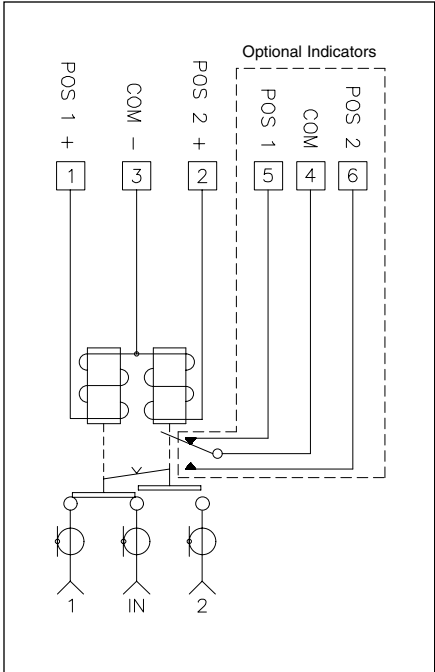 Optional Indicators
POS 1 +
COM -
POS 2 +
POS 1
COM
POS 2
1
3
2
5
4
6
1
IN
2